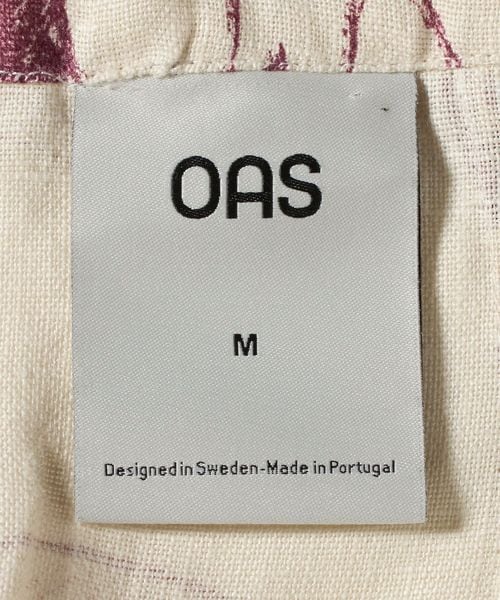 OAS
M
Designed in Sweden-Made in Portugal